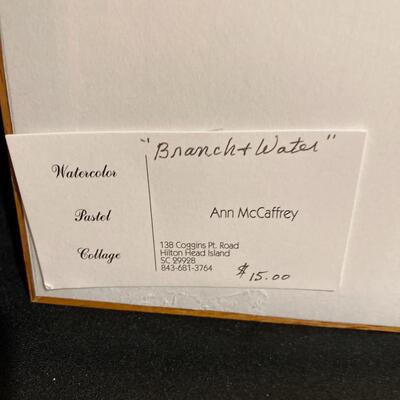 "Branch & Water"
Watercolor
Pastel
Collage
Ann McCaffrey
138 Coggins Pt. Road
Hilton Head Island
SC 29928
843-681-3764
$15.00